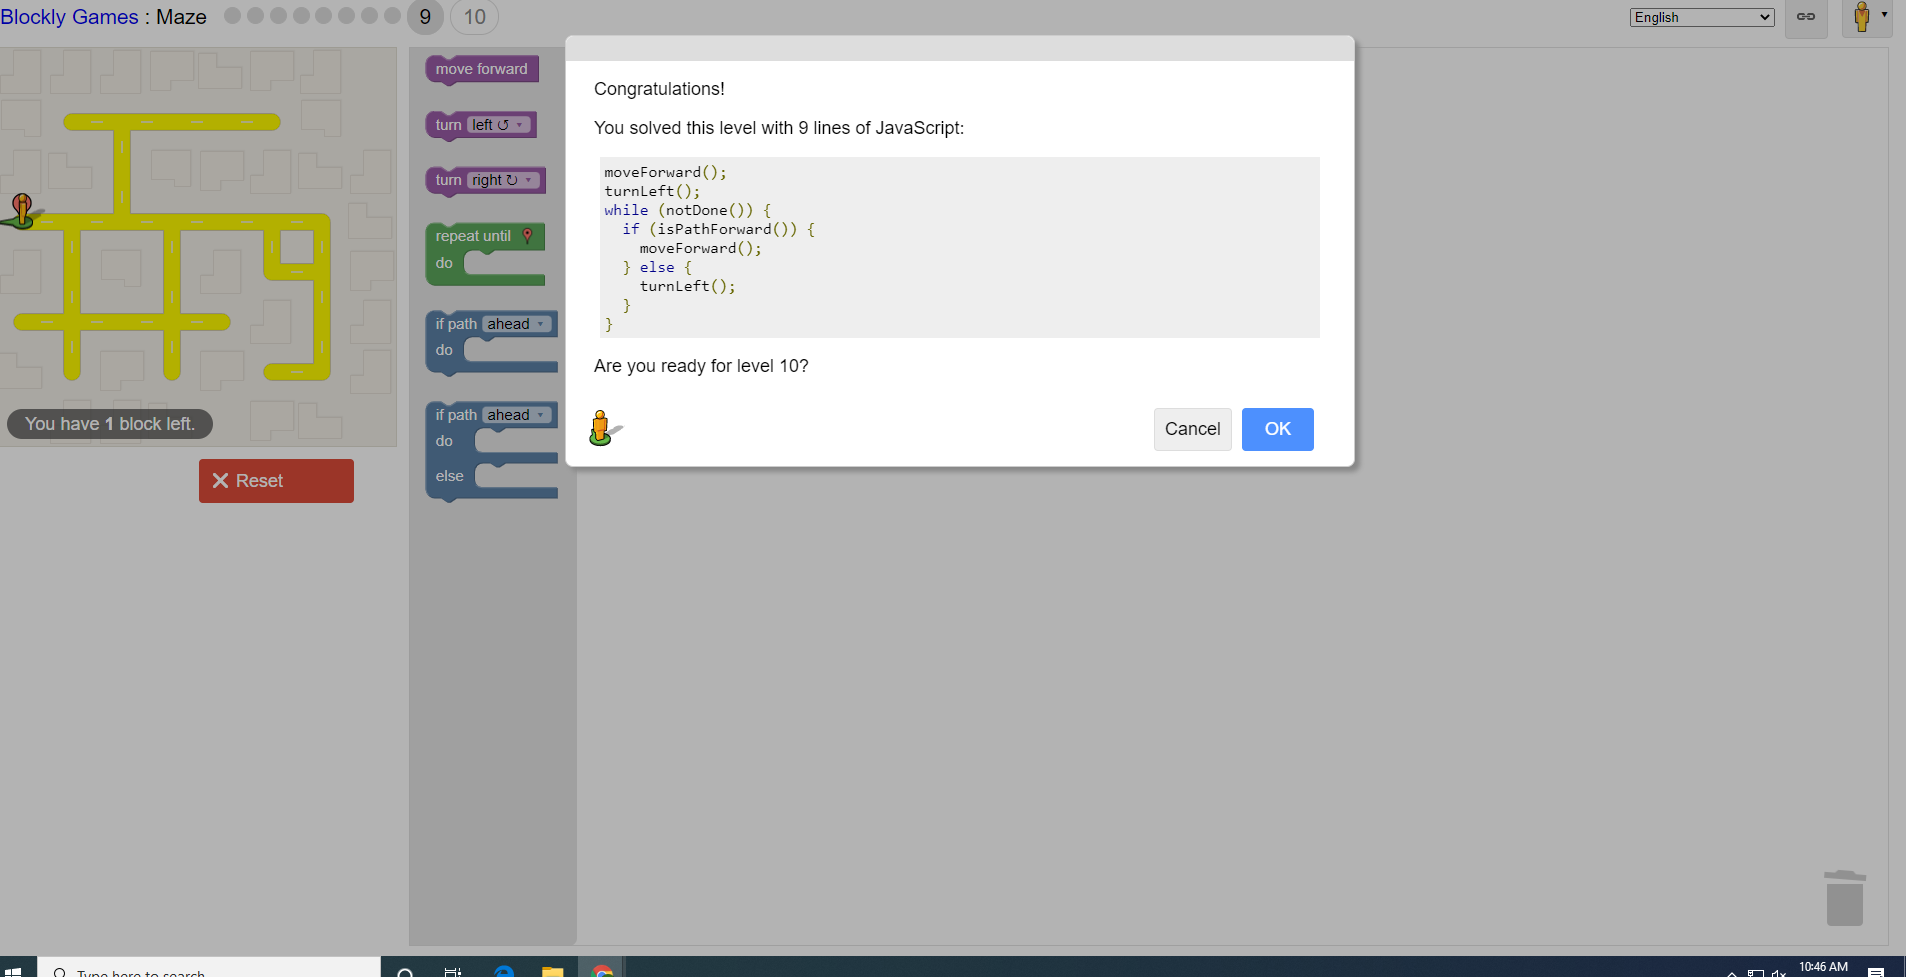 Blockly Games : Maze 9 10
English
move forward
turn left ↺
turn right ↻
repeat until
do
if path ahead
do
if path ahead
do
else
You have 1 block left.
Reset
Congratulations!
You solved this level with 9 lines of JavaScript:
moveForward();
turnLeft();
while (notDone()) {
  if (isPathForward()) {
    moveForward();
  } else {
    turnLeft();
  }
}
Are you ready for level 10?
Cancel
OK
Type here to search
10:46 AM